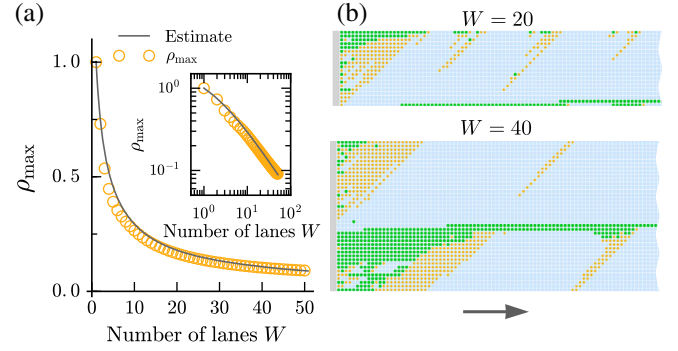 (a)
Estimate
ρmax
1.0
0.5
0.0
ρmax
0
10
20
30
40
50
Number of lanes W
10^0
10^-1
ρmax
10^0
10^1
10^2
Number of lanes W
(b)
W = 20
W = 40